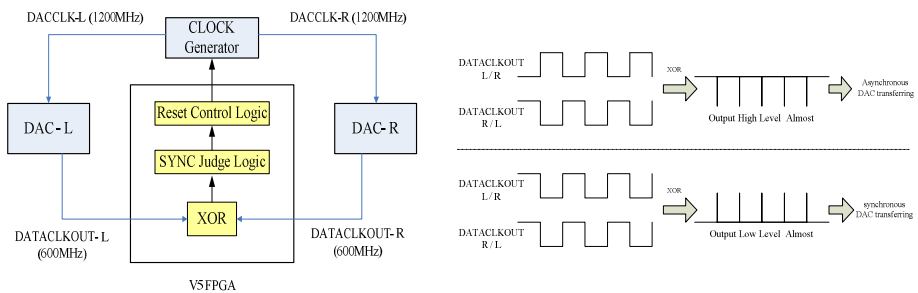 DACCLK-L (1200MHz)
CLOCK
Generator
DACCLK-R (1200MHz)
DAC- L
DAC- R
Reset Control Logic
SYNC Judge Logic
XOR
DATACLKOUT- L
(600MHz)
DATACLKOUT- R
(600MHz)
V5FPGA
DATACLKOUT
L / R
DATACLKOUT
R / L
XOR
Output High Level Almost
Asynchronous
DAC transferring
DATACLKOUT
L / R
DATACLKOUT
R / L
XOR
Output Low Level Almost
synchronous
DAC transferring